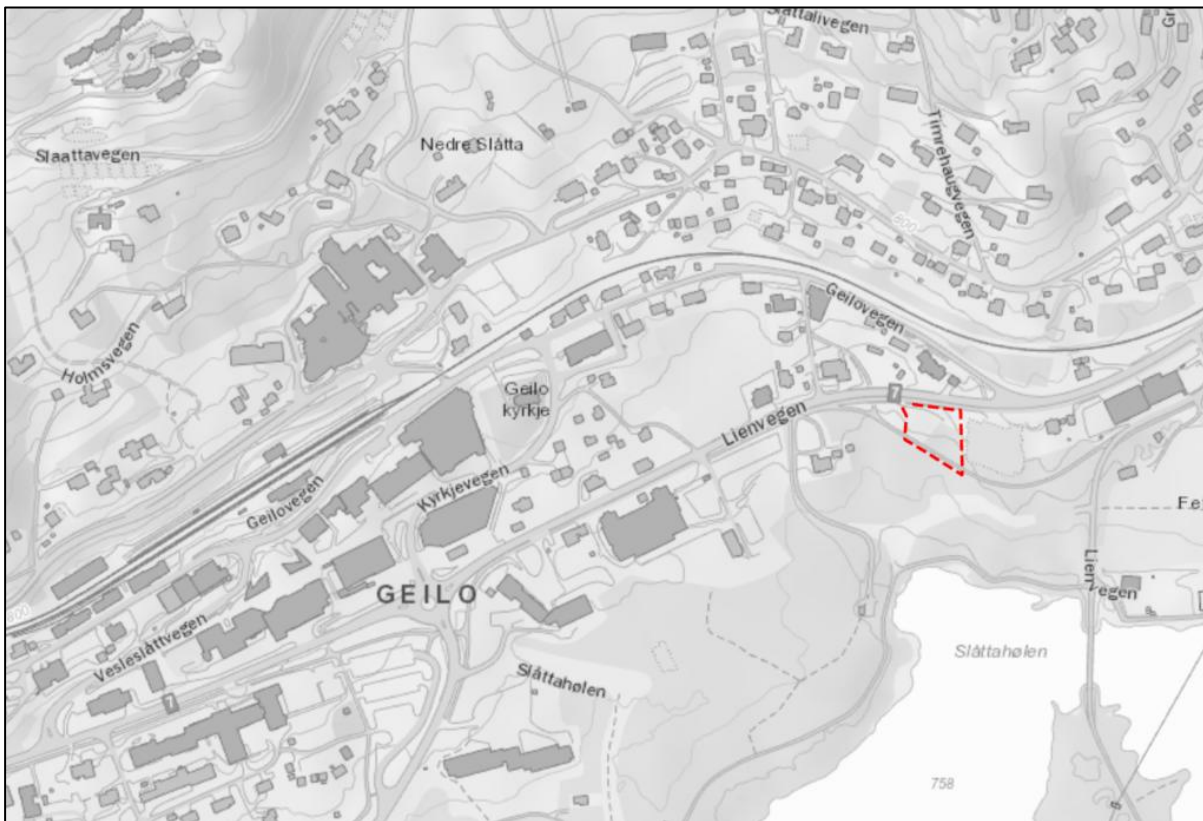 Slåttalivegen
Slaattavegen
Nedre Slåtta
Timrehaugvegen
800
Holmsvegen
Geilovegen
7
Geilo
kyrkje
Lienvegen
Kyrkjevegen
Geilovegen
GEILO
Lienvegen
Vesleslåttvegen
7
Slåttahølen
Slåttahølen
758